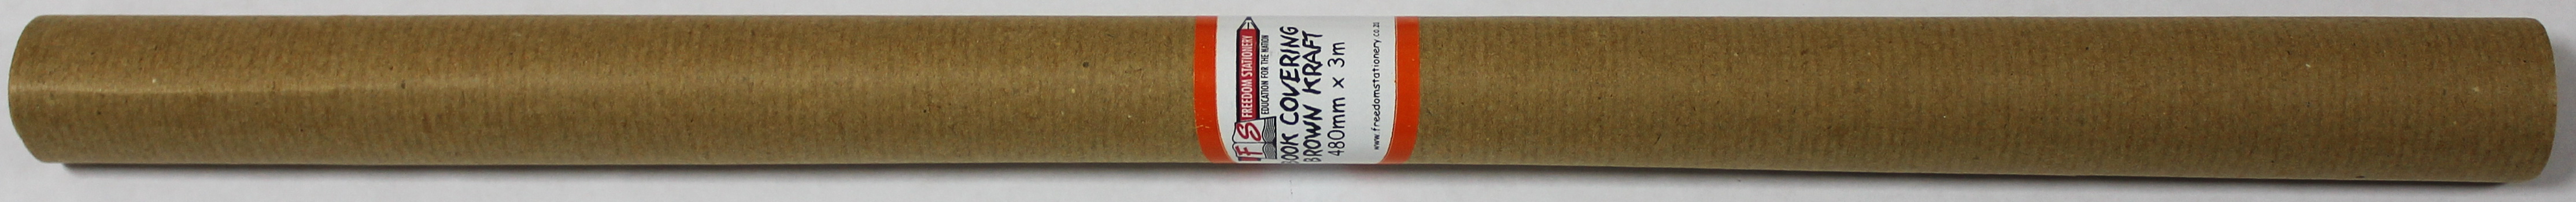 FS
FREEDOM STATIONERY
EDUCATION FOR THE NATION
BOOK COVERING
BROWN KRAFT
480mm x 3m
www.freedomstationery.co.za